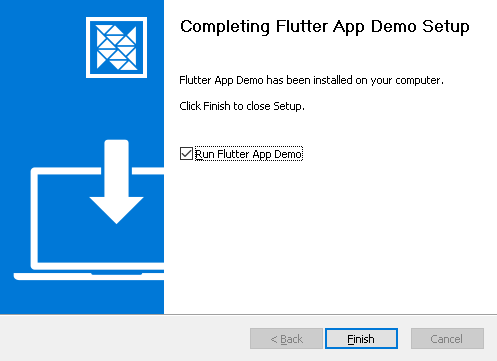 Completing Flutter App Demo Setup
Flutter App Demo has been installed on your computer.
Click Finish to close Setup.
Run Flutter App Demo
< Back
Finish
Cancel